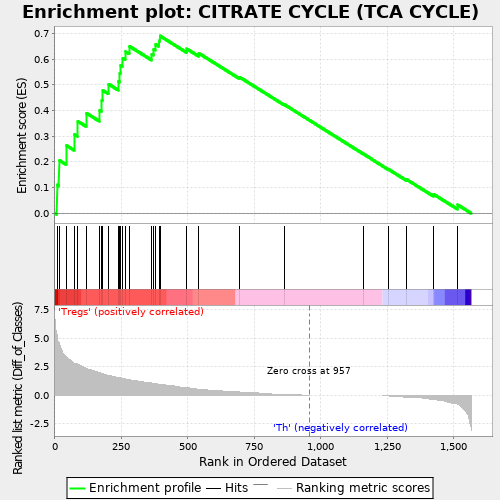 Enrichment plot: CITRATE CYCLE (TCA CYCLE)
Enrichment score (ES)
0.7
0.6
0.5
0.4
0.3
0.2
0.1
0.0
Ranked list metric (Diff_of_Classes)
7.5
5.0
2.5
0.0
-2.5
'Tregs' (positively correlated)
Zero cross at 957
'Th' (negatively correlated)
0 250 500 750 1,000 1,250 1,500
Rank in Ordered Dataset
Enrichment profile Hits Ranking metric scores